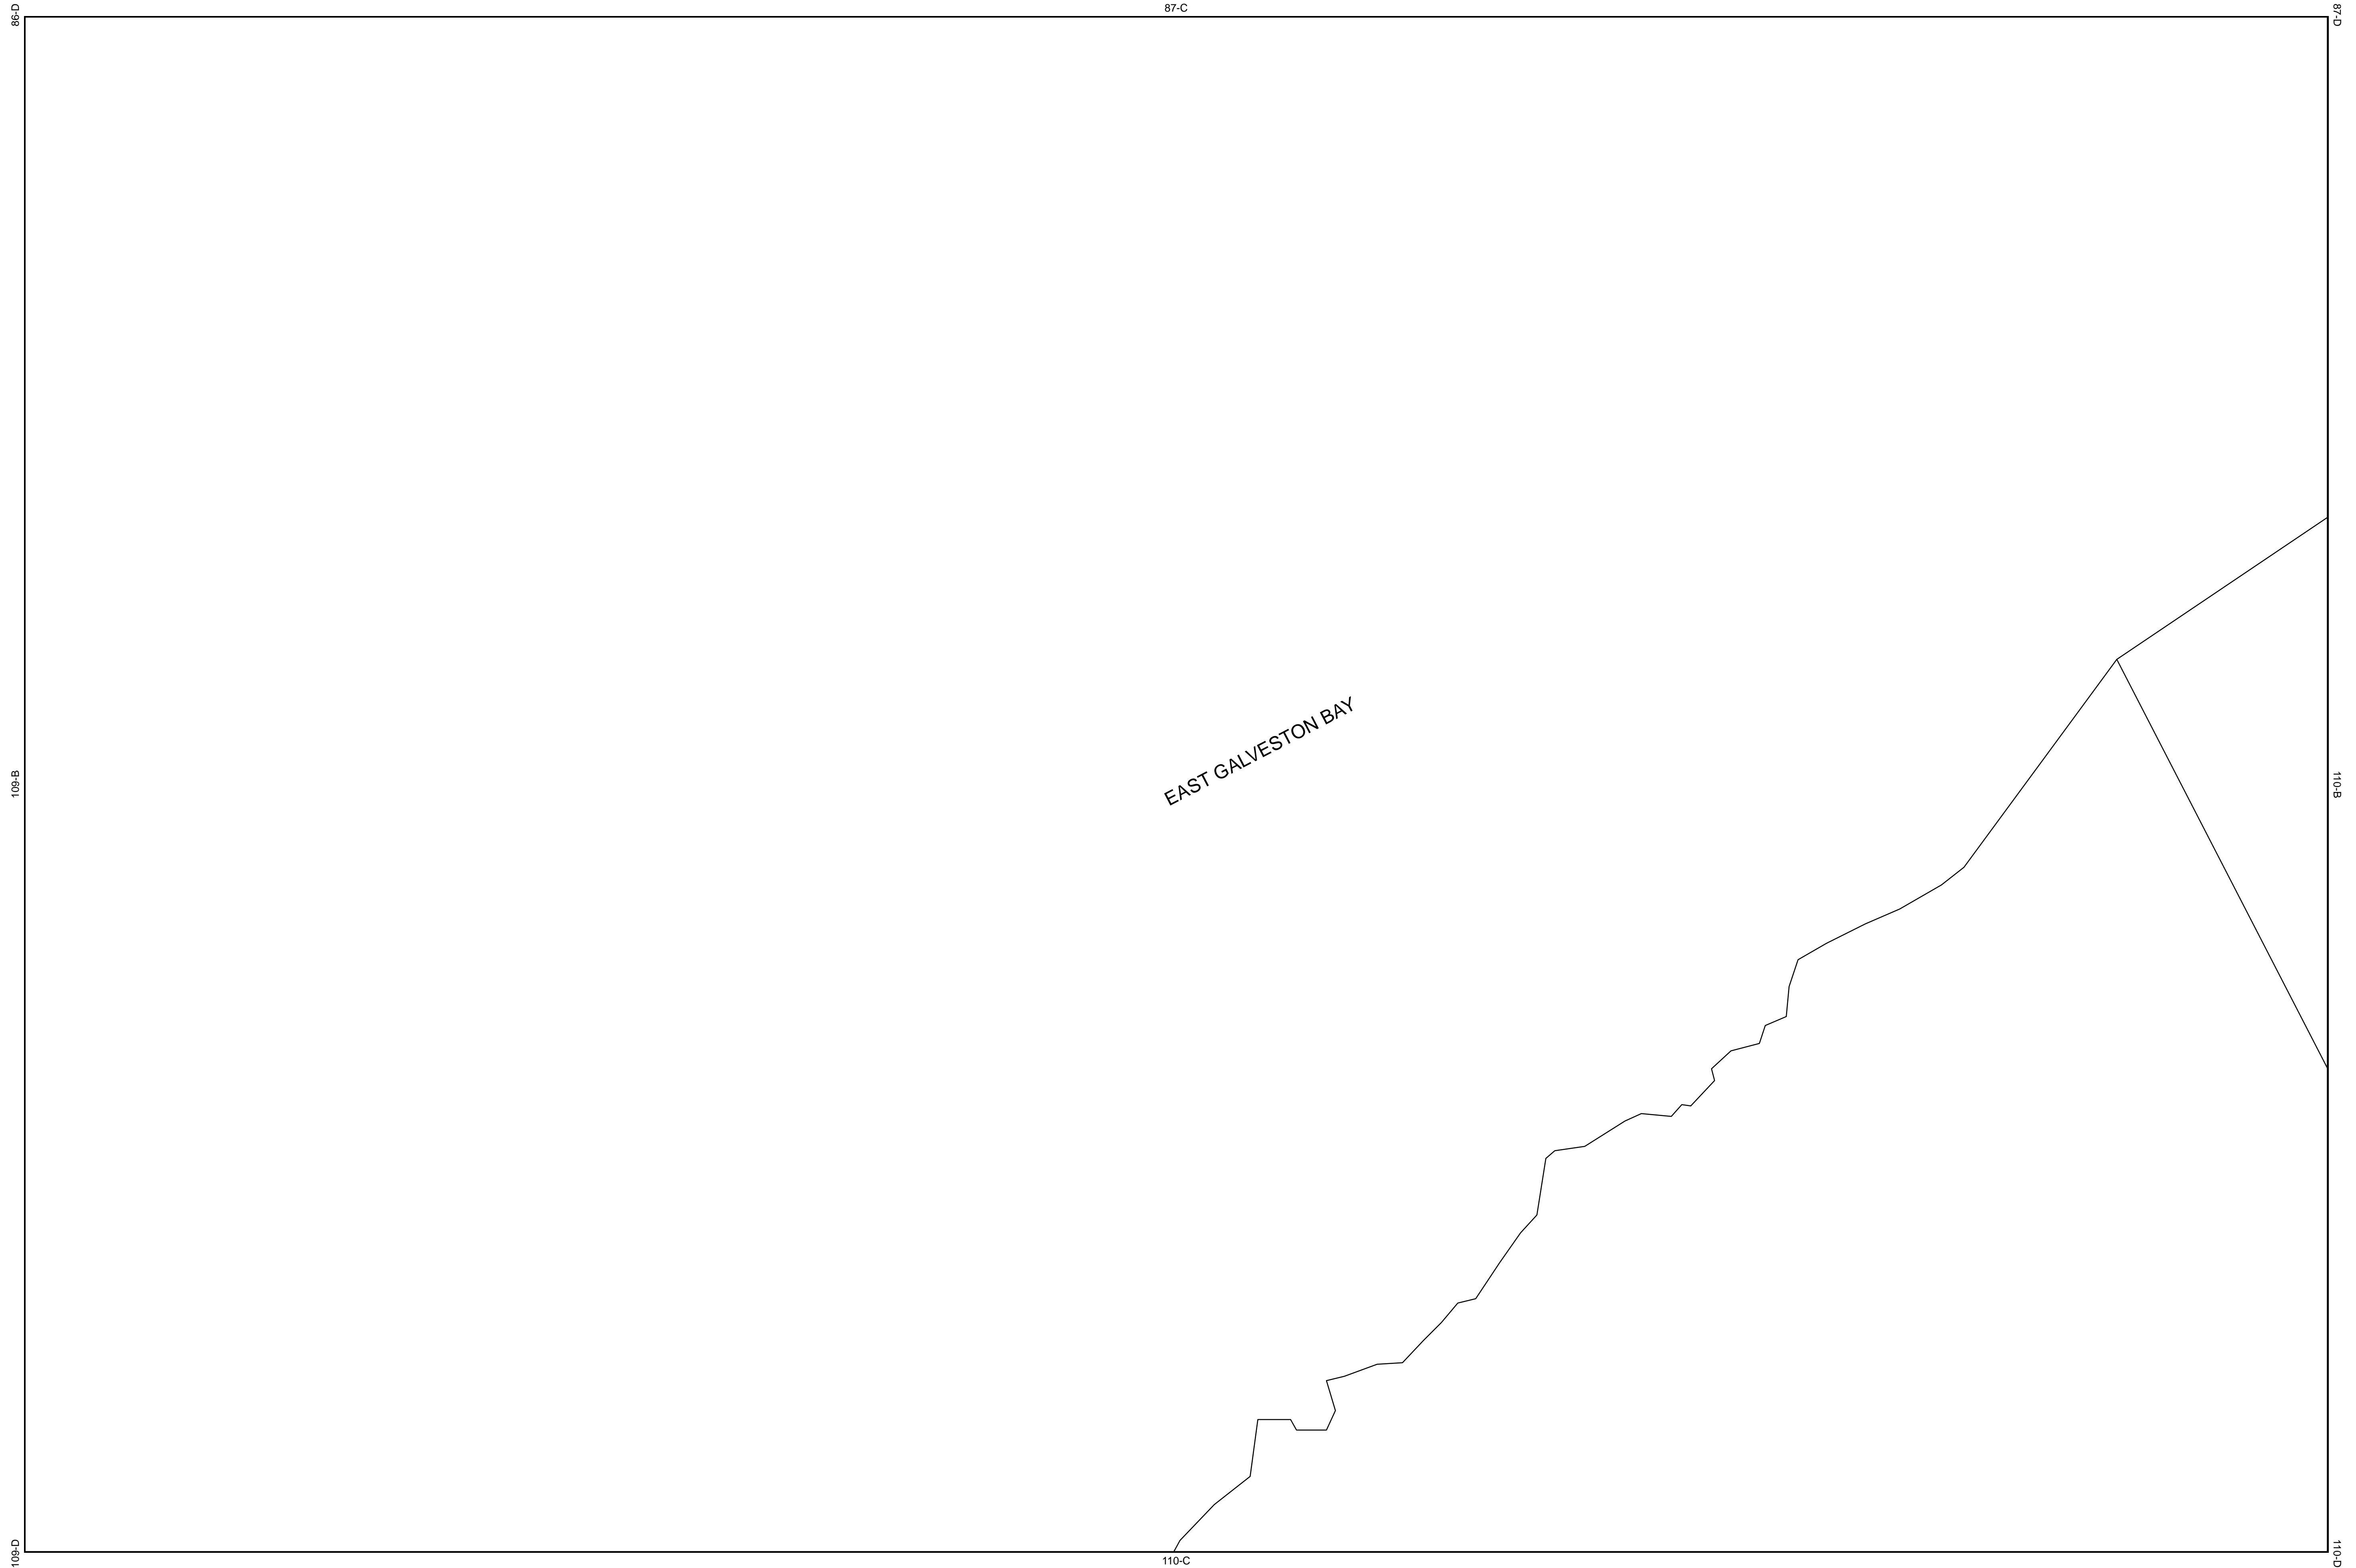 86-D
87-C
87-D
EAST GALVESTON BAY
109-B
110-B
109-D
110-C
110-D